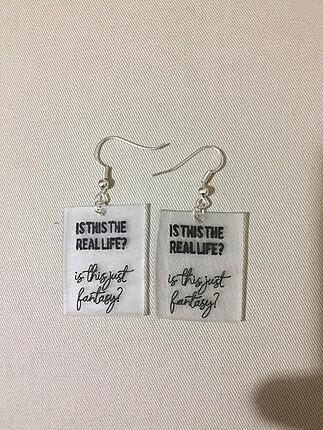 IS THIS THE
REAL LIFE?
is this just
fantasy?
IS THIS THE
REAL LIFE?
is this just
fantasy?